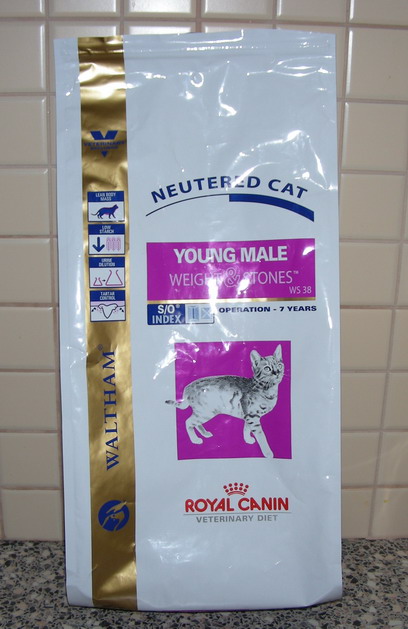 VETERINARY
NEUTERED CAT
LEAN BODY
MASS
LOW
STARCH
URINE
DILUTION
TARTAR
CONTROL
YOUNG MALE
WEIGHT & STONES™
WS 38
S/O
INDEX
OPERATION - 7 YEARS
WALTHAM
ROYAL CANIN
VETERINARY DIET